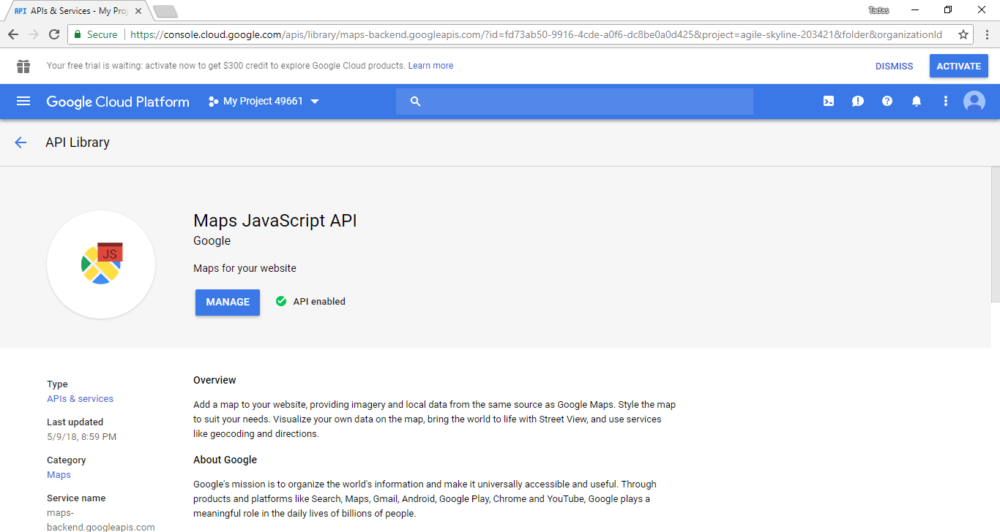 API APIs & Services - My Pro
Tadas
Secure https://console.cloud.google.com/apis/library/maps-backend.googleapis.com/?id=fd73ab50-9916-4cde-a0f6-dc8be0a0d425&project=agile-skyline-203421&folder&organizationId
Your free trial is waiting: activate now to get $300 credit to explore Google Cloud products. Learn more
DISMISS
ACTIVATE
Google Cloud Platform
My Project 49661
API Library
JS
Maps JavaScript API
Google
Maps for your website
MANAGE
API enabled
Type
APIs & services
Last updated
5/9/18, 8:59 PM
Category
Maps
Service name
maps-
backend.googleapis.com
Overview
Add a map to your website, providing imagery and local data from the same source as Google Maps. Style the map
to suit your needs. Visualize your own data on the map, bring the world to life with Street View, and use services
like geocoding and directions.
About Google
Google's mission is to organize the world's information and make it universally accessible and useful. Through
products and platforms like Search, Maps, Gmail, Android, Google Play, Chrome and YouTube, Google plays a
meaningful role in the daily lives of billions of people.